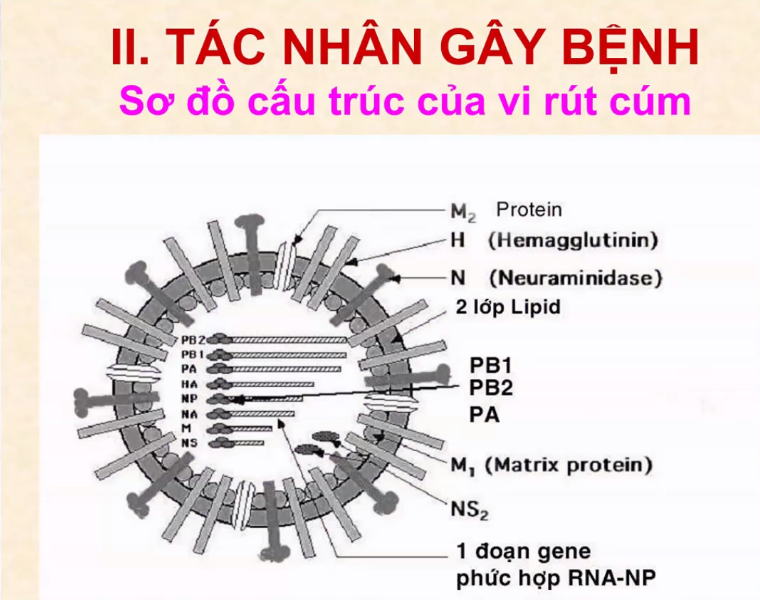 II. TÁC NHÂN GÂY BỆNH
Sơ đồ cấu trúc của vi rút cúm
M2 Protein
H (Hemagglutinin)
N (Neuraminidase)
2 lớp Lipid
PB2
PB1
PA
HA
NP
NA
M
NS
PB1
PB2
PA
M1 (Matrix protein)
NS2
1 đoạn gene
phức hợp RNA-NP